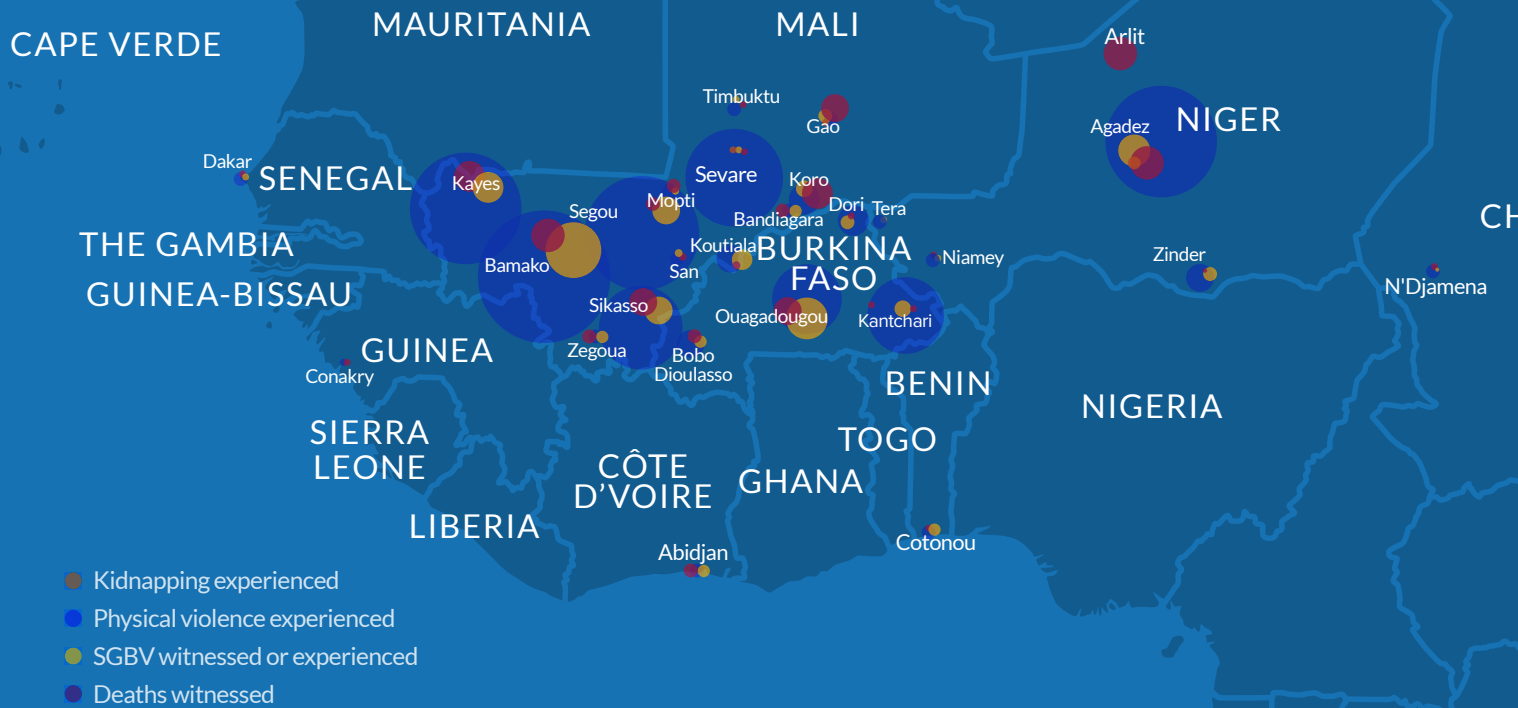 MAURITANIA
MALI
CAPE VERDE
Arlit
Timbuktu
Gao
Agadez
NIGER
Dakar
SENEGAL
Kayes
Sevare
Koro
Mopti
Segou
Bandiagara
Dori
Tera
CH
THE GAMBIA
Bamako
Koutiala
San
BURKINA
FASO
Niamey
Zinder
N'Djamena
GUINEA-BISSAU
Sikasso
Ouagadougou
Kantchari
GUINEA
Zegoua
Bobo
Dioulasso
Conakry
BENIN
NIGERIA
SIERRA
LEONE
TOGO
CÔTE
D'VOIRE
GHANA
LIBERIA
Abidjan
Cotonou
Kidnapping experienced
Physical violence experienced
SGBV witnessed or experienced
Deaths witnessed